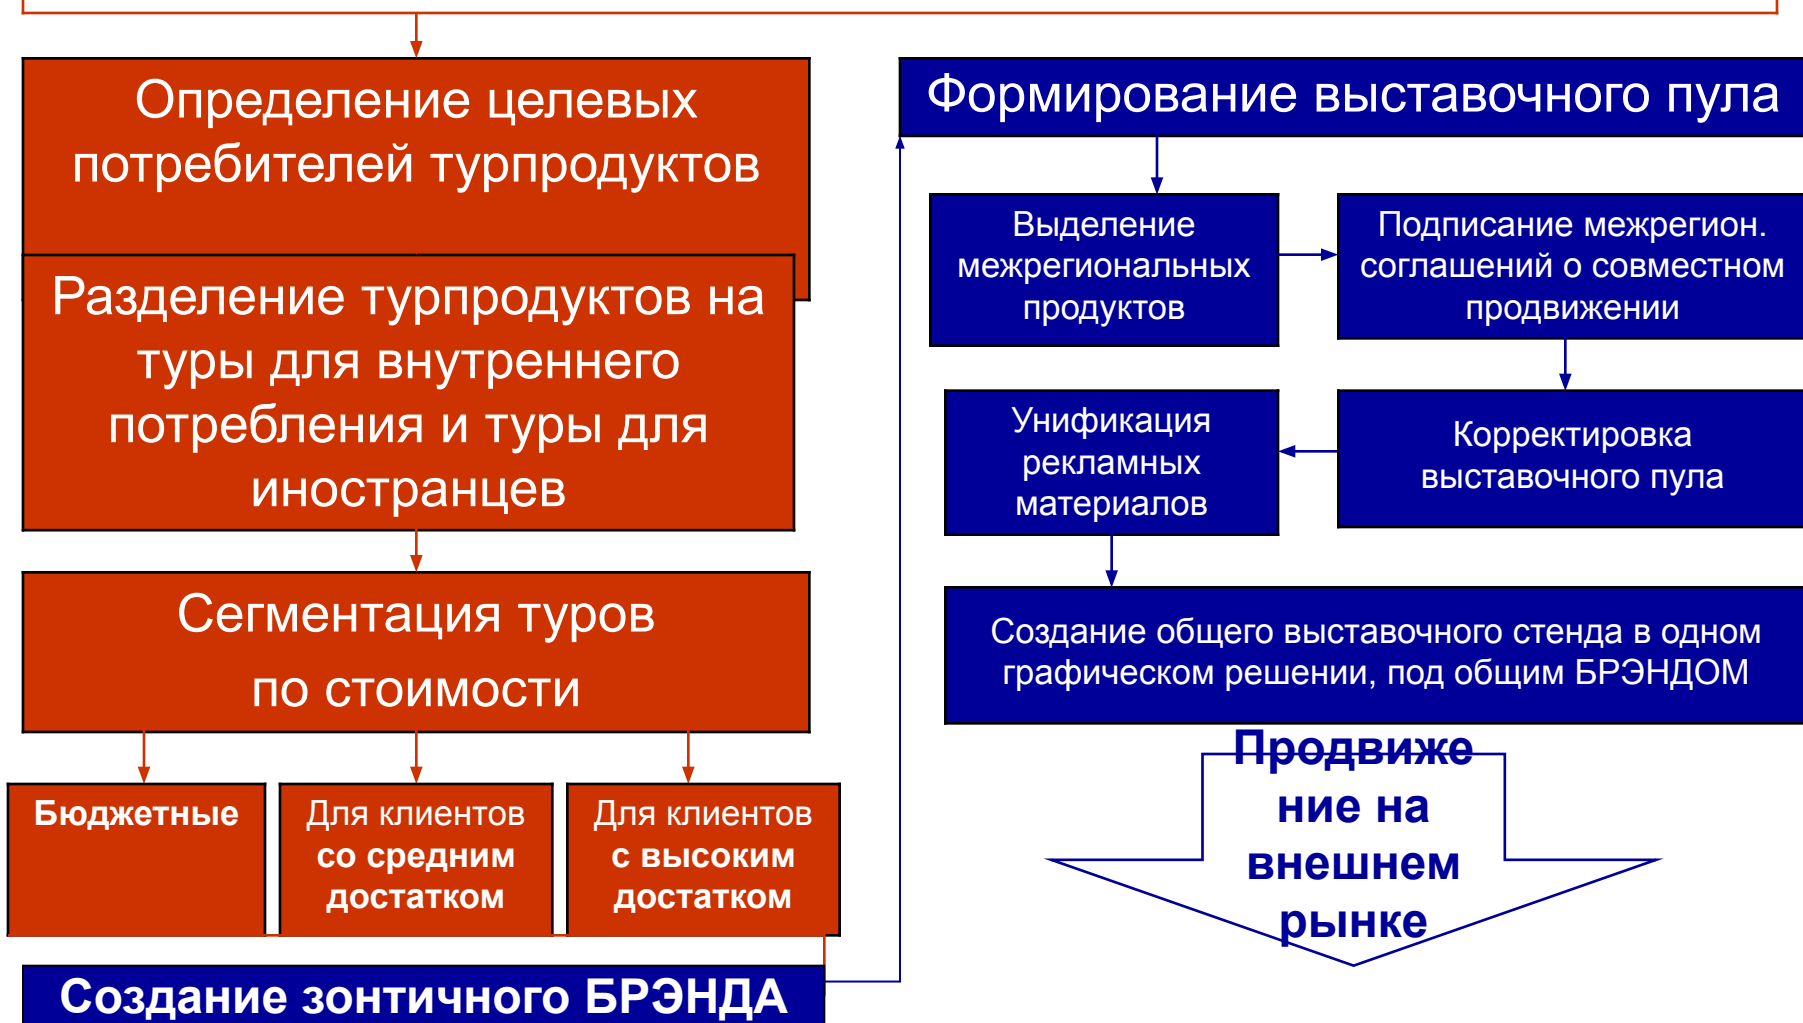 Определение целевых
потребителей турпродуктов
Разделение турпродуктов на
туры для внутреннего
потребления и туры для
иностранцев
Сегментация туров
по стоимости
Бюджетные
Для клиентов
со средним
достатком
Для клиентов
с высоким
достатком
Создание зонтичного БРЭНДА
Формирование выставочного пула
Выделение
межрегиональных
продуктов
Подписание межрегион.
соглашений о совместном
продвижении
Корректировка
выставочного пула
Унификация
рекламных
материалов
Создание общего выставочного стенда в одном
графическом решении, под общим БРЭНДОМ
Продвиже
ние на
внешнем
рынке